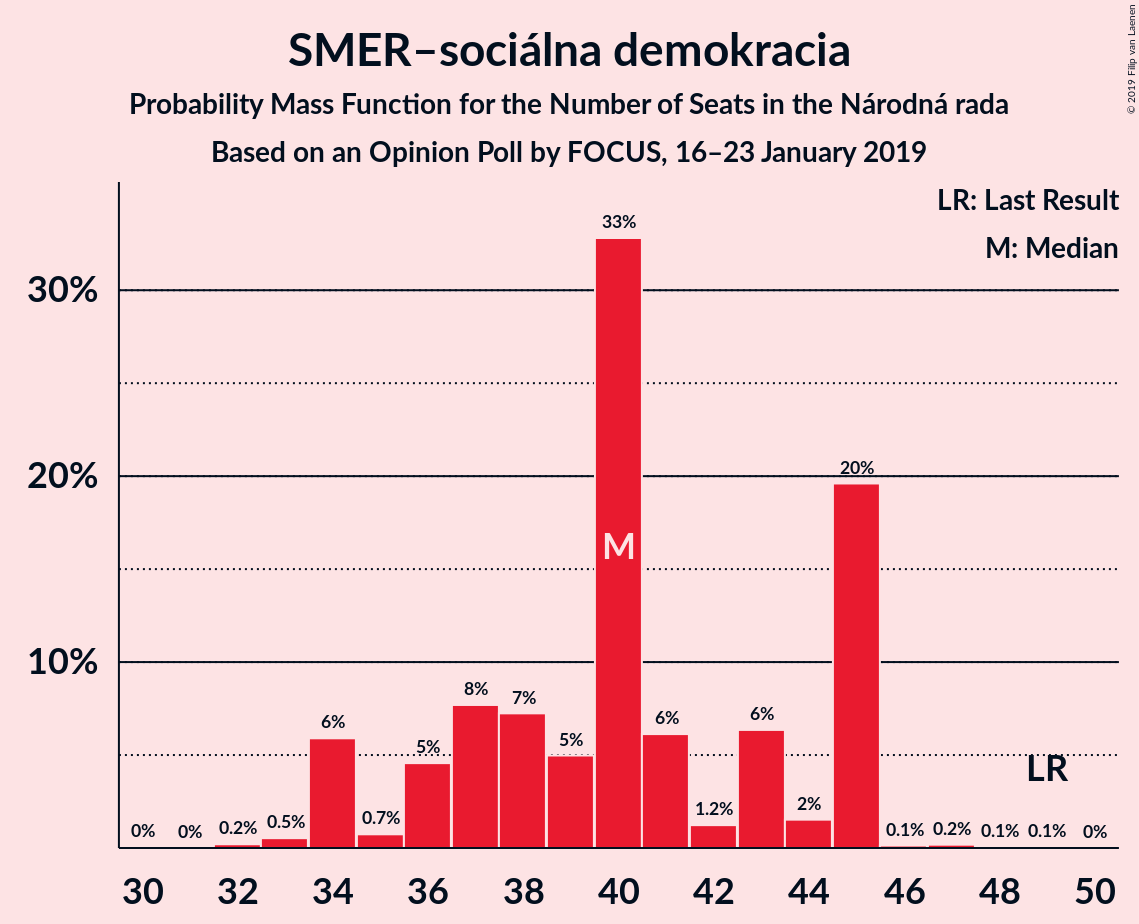 SMER–sociálna demokracia
Probability Mass Function for the Number of Seats in the Národná rada
Based on an Opinion Poll by FOCUS, 16–23 January 2019
© 2019 Filip van Laenen
LR: Last Result
M: Median
30%
20%
10%
0% 0% 0.2% 0.5% 6% 0.7% 5% 8% 7% 5% 33% 6% 1.2% 6% 2% 20% 0.1% 0.2% 0.1% 0.1% 0%
M
LR
30 32 34 36 38 40 42 44 46 48 50